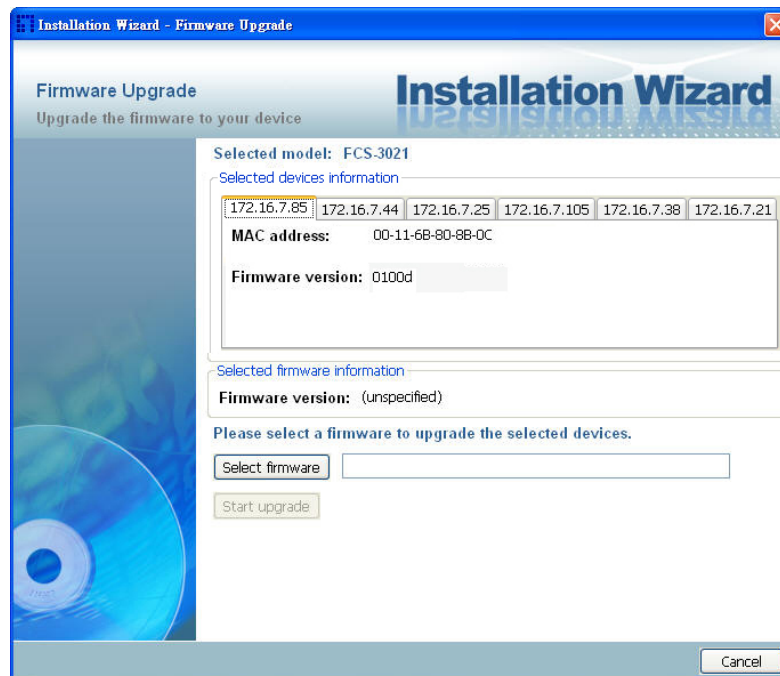 Installation Wizard - Firmware Upgrade
Firmware Upgrade
Upgrade the firmware to your device
Installation Wizard
Selected model: FCS-3021
Selected devices information
172.16.7.85 172.16.7.44 172.16.7.25 172.16.7.105 172.16.7.38 172.16.7.21
MAC address: 00-11-6B-80-8B-0C
Firmware version: 0100d
Selected firmware information
Firmware version: (unspecified)
Please select a firmware to upgrade the selected devices.
Select firmware
Start upgrade
Cancel